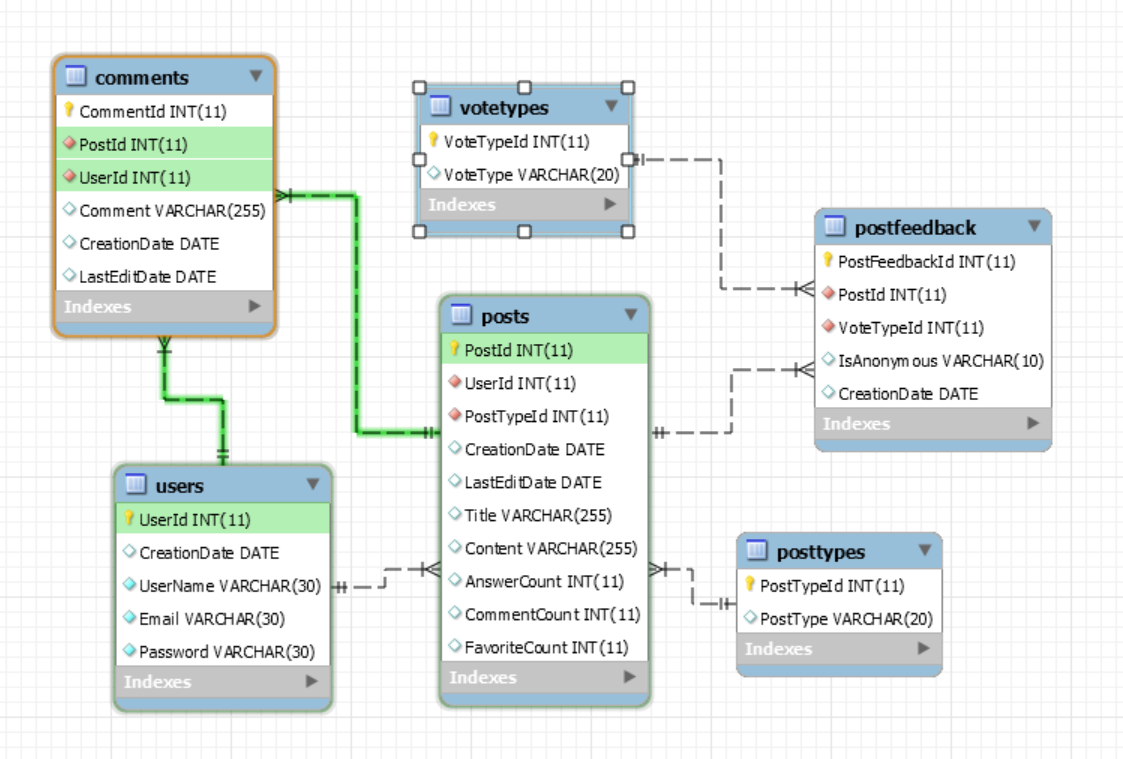 comments
CommentId INT(11)
PostId INT(11)
UserId INT(11)
Comment VARCHAR(255)
CreationDate DATE
LastEditDate DATE
Indexes
votetypes
VoteTypeId INT(11)
VoteType VARCHAR(20)
Indexes
postfeedback
PostFeedbackId INT(11)
PostId INT(11)
VoteTypeId INT(11)
IsAnonymous VARCHAR(10)
CreationDate DATE
Indexes
posts
PostId INT(11)
UserId INT(11)
PostTypeId INT(11)
CreationDate DATE
LastEditDate DATE
Title VARCHAR(255)
Content VARCHAR(255)
AnswerCount INT(11)
CommentCount INT(11)
FavoriteCount INT(11)
Indexes
users
UserId INT(11)
CreationDate DATE
UserName VARCHAR(30)
Email VARCHAR(30)
Password VARCHAR(30)
Indexes
posttypes
PostTypeId INT(11)
PostType VARCHAR(20)
Indexes